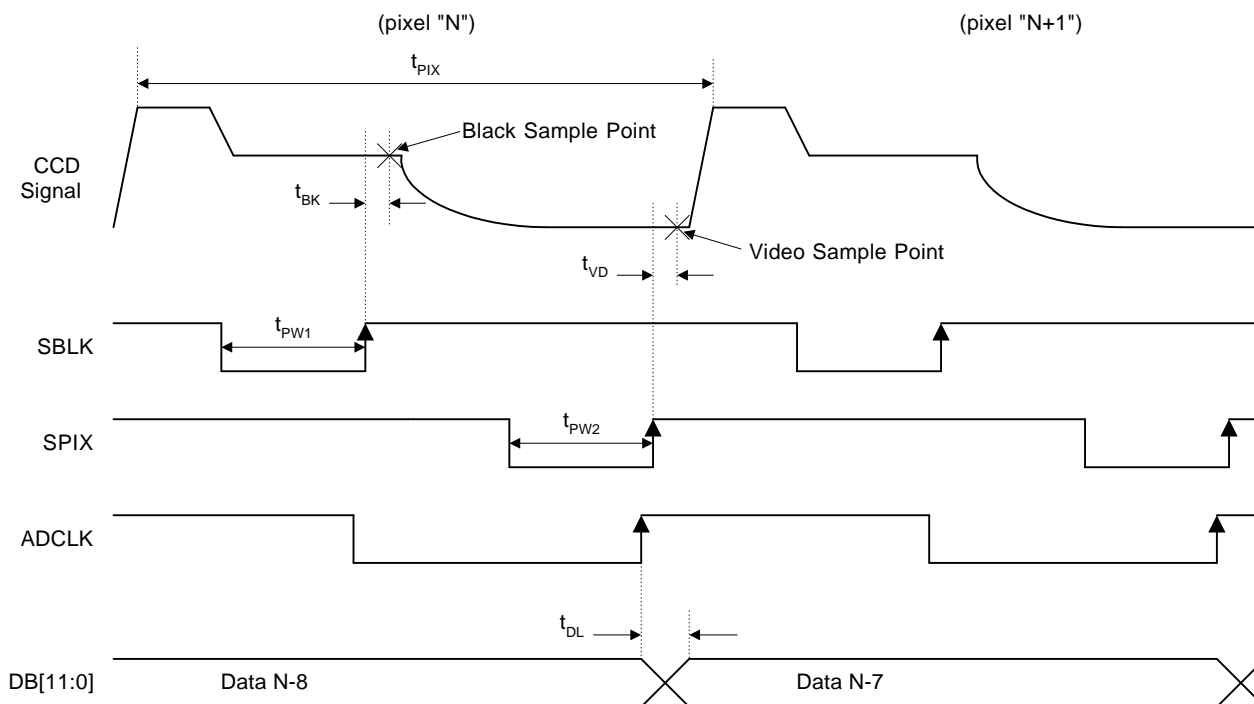 (pixel "N")
(pixel "N+1")
tPIX
Black Sample Point
CCD
Signal
tBK
Video Sample Point
tVD
tPW1
SBLK
tPW2
SPIX
ADCLK
tDL
DB[11:0]
Data N-8
Data N-7